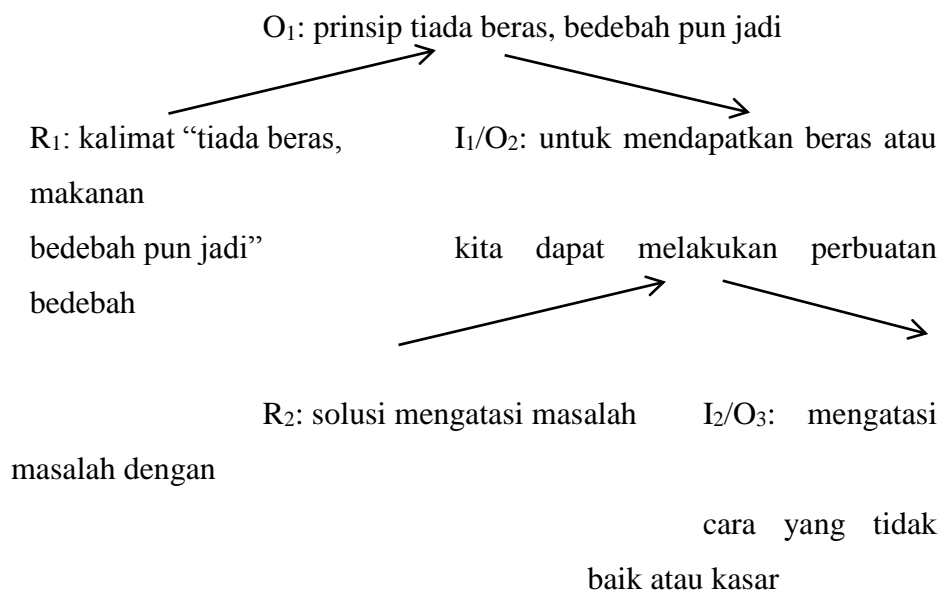 O₁: prinsip tiada beras, bedebah pun jadi
R₁: kalimat “tiada beras, I₁/O₂: untuk mendapatkan beras atau
makanan
bedebah pun jadi” kita dapat melakukan perbuatan
bedebah
R₂: solusi mengatasi masalah I₂/O₃: mengatasi
masalah dengan
cara yang tidak
baik atau kasar